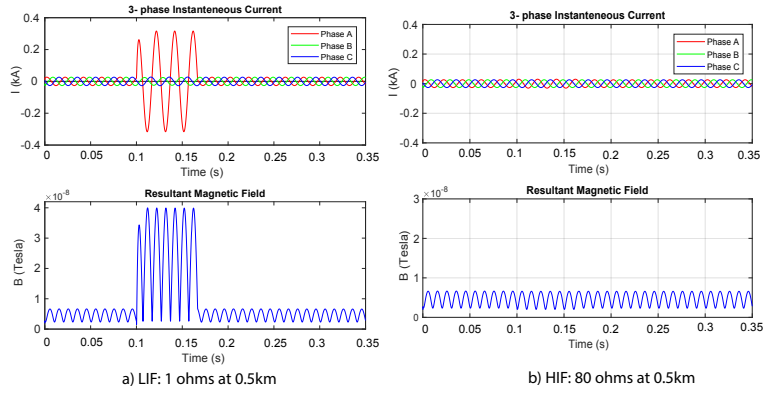 3- phase Instanteneous Current
0.4
0.2
0
-0.2
-0.4
I (kA)
Phase A
Phase B
Phase C
0
0.05
0.1
0.15
0.2
0.25
0.3
0.35
Time (s)
Resultant Magnetic Field
×10⁻⁸
4
3
2
1
0
B (Tesla)
0
0.05
0.1
0.15
0.2
0.25
0.3
0.35
Time (s)
a) LIF: 1 ohms at 0.5km
3- phase Instanteneous Current
0.4
0.2
0
-0.2
-0.4
I (kA)
Phase A
Phase B
Phase C
0
0.05
0.1
0.15
0.2
0.25
0.3
0.35
Time (s)
Resultant Magnetic Field
×10⁻⁸
3
2
1
0
B (Tesla)
0
0.05
0.1
0.15
0.2
0.25
0.3
0.35
Time (s)
b) HIF: 80 ohms at 0.5km